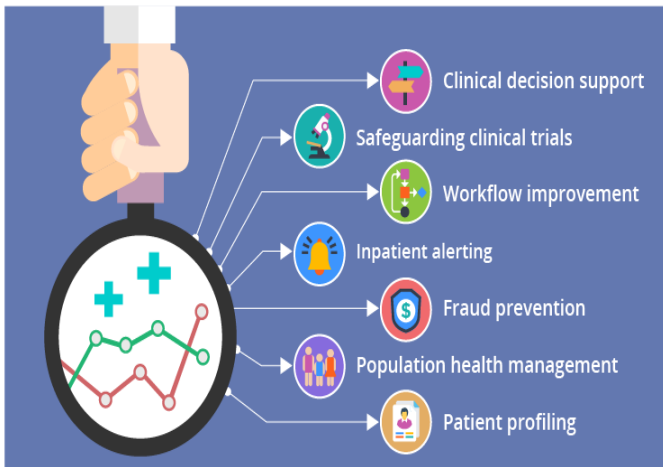 Clinical decision support
Safeguarding clinical trials
Workflow improvement
Inpatient alerting
$
Fraud prevention
Population health management
Patient profiling